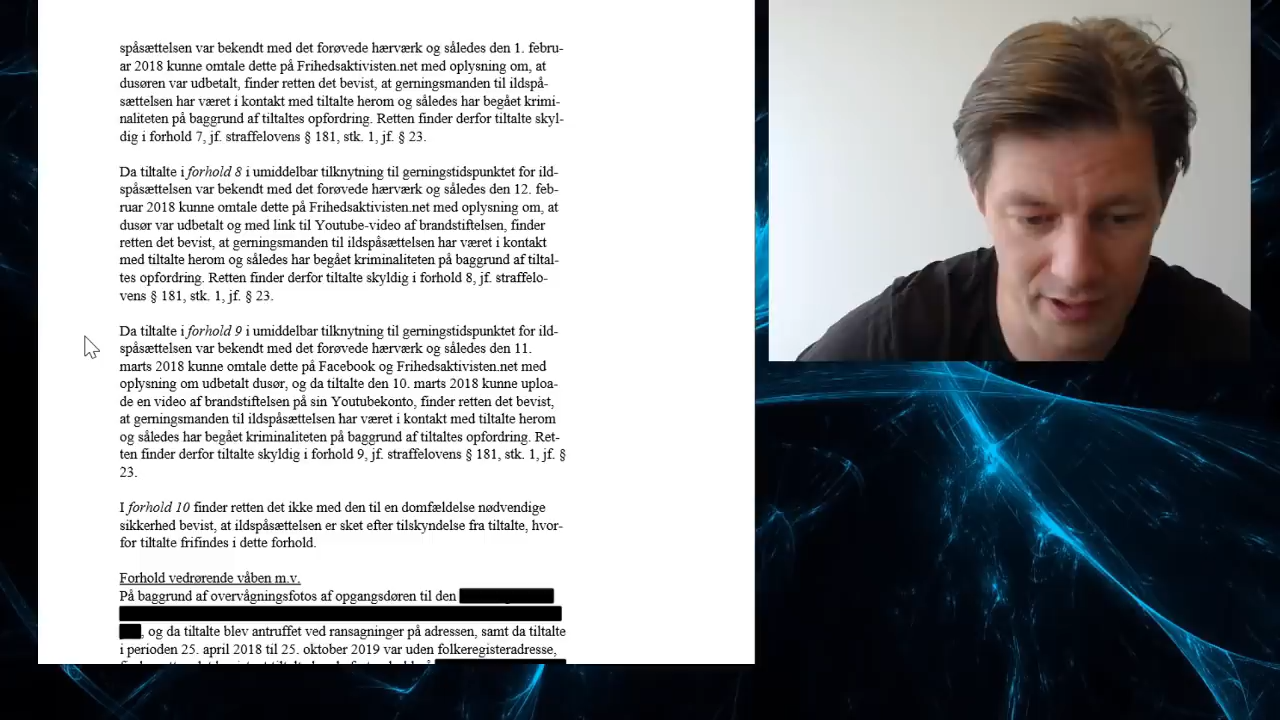 spåsættelsen var bekendt med det forøvede hærværk og således den 1. febru-
ar 2018 kunne omtale dette på Frihedsaktivisten.net med oplysning om, at
dusøren var udbetalt, finder retten det bevist, at gerningsmanden til ildspå-
sættelsen har været i kontakt med tiltalte herom og således har begået krimi-
naliteten på baggrund af tiltaltes opfordring. Retten finder derfor tiltalte skyl-
dig i forhold 7, jf. straffelovens § 181, stk. 1, jf. § 23.
Da tiltalte i forhold 8 i umiddelbar tilknytning til gerningstidspunktet for ild-
spåsættelsen var bekendt med det forøvede hærværk og således den 12. feb-
ruar 2018 kunne omtale dette på Frihedsaktivisten.net med oplysning om, at
dusør var udbetalt og med link til Youtube-video af brandstiftelsen, finder
retten det bevist, at gerningsmanden til ildspåsættelsen har været i kontakt
med tiltalte herom og således har begået kriminaliteten på baggrund af tiltal-
tes opfordring. Retten finder derfor tiltalte skyldig i forhold 8, jf. straffelo-
vens § 181, stk. 1, jf. § 23.
Da tiltalte i forhold 9 i umiddelbar tilknytning til gerningstidspunktet for ild-
spåsættelsen var bekendt med det forøvede hærværk og således den 11.
marts 2018 kunne omtale dette på Facebook og Frihedsaktivisten.net med
oplysning om udbetalt dusør, og da tiltalte den 10. marts 2018 kunne uploa-
de en video af brandstiftelsen på sin Youtubekonto, finder retten det bevist,
at gerningsmanden til ildspåsættelsen har været i kontakt med tiltalte herom
og således har begået kriminaliteten på baggrund af tiltaltes opfordring. Ret-
ten finder derfor tiltalte skyldig i forhold 9, jf. straffelovens § 181, stk. 1, jf. §
23.
I forhold 10 finder retten det ikke med den til en domfældelse nødvendige
sikkerhed bevist, at ildspåsættelsen er sket efter tilskyndelse fra tiltalte, hvor-
for tiltalte frifindes i dette forhold.
Forhold vedrørende våben m.v.
På baggrund af overvågningsfotos af opgangsdøren til den
, og da tiltalte blev antruffet ved ransagninger på adressen, samt da tiltalte
i perioden 25. april 2018 til 25. oktober 2019 var uden folkeregisteradresse,